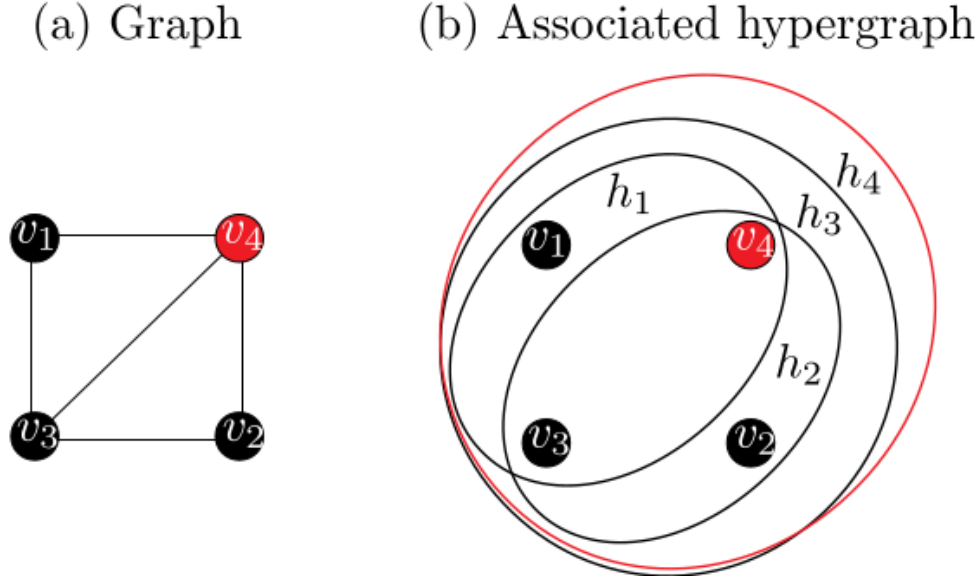 (a) Graph
(b) Associated hypergraph
v₁
v₄
v₃
v₂
h₁
h₄
h₃
v₁
v₄
h₂
v₃
v₂